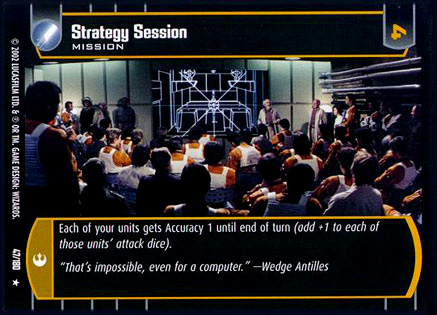 Strategy Session
MISSION
4
Each of your units gets Accuracy 1 until end of turn (add +1 to each of
those units' attack dice).
"That's impossible, even for a computer." —Wedge Antilles
© 2002 LUCASFILM LTD. & ® OR TM. GAME DESIGN: WIZARDS.
47/180